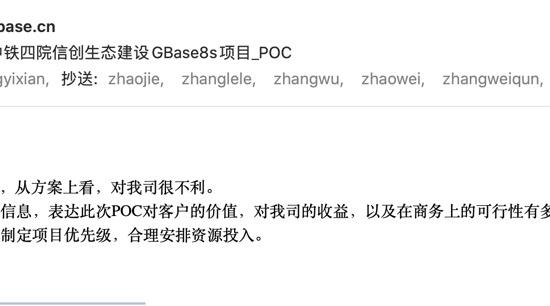 base.cn
中铁四院信创生态建设GBase8s项目_POC
gyixian, 抄送: zhaojie, zhanglele, zhangwu, zhaowei, zhangweiqun,
，从方案上看，对我司很不利。
信息，表达此次POC对客户的价值，对我司的收益，以及在商务上的可行性有多
制定项目优先级，合理安排资源投入。